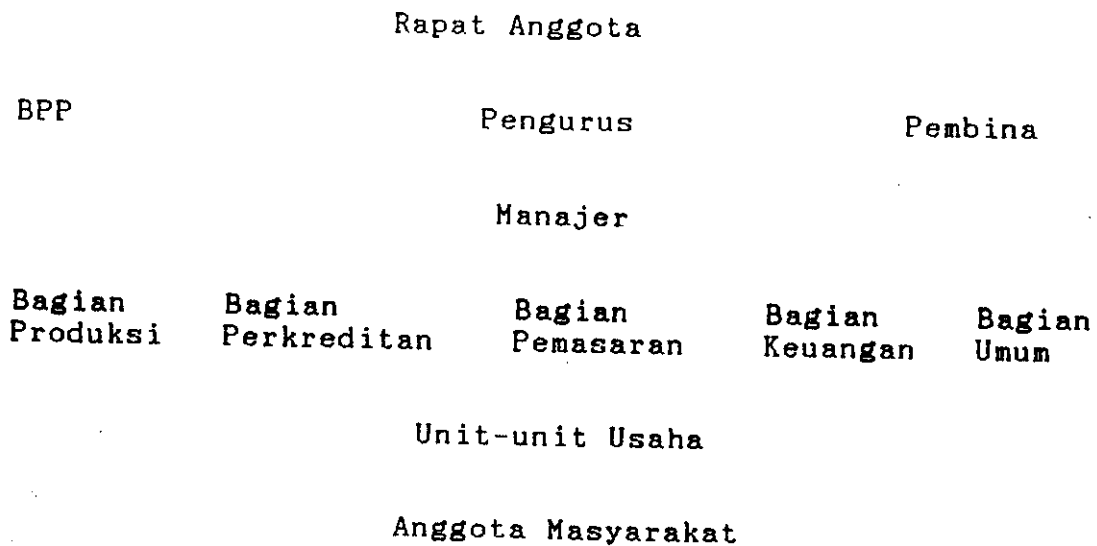 Rapat Anggota
BPP Pengurus Pembina
Manajer
Bagian Bagian Bagian Bagian Bagian
Produksi Perkreditan Pemasaran Keuangan Umum
Unit-unit Usaha
Anggota Masyarakat